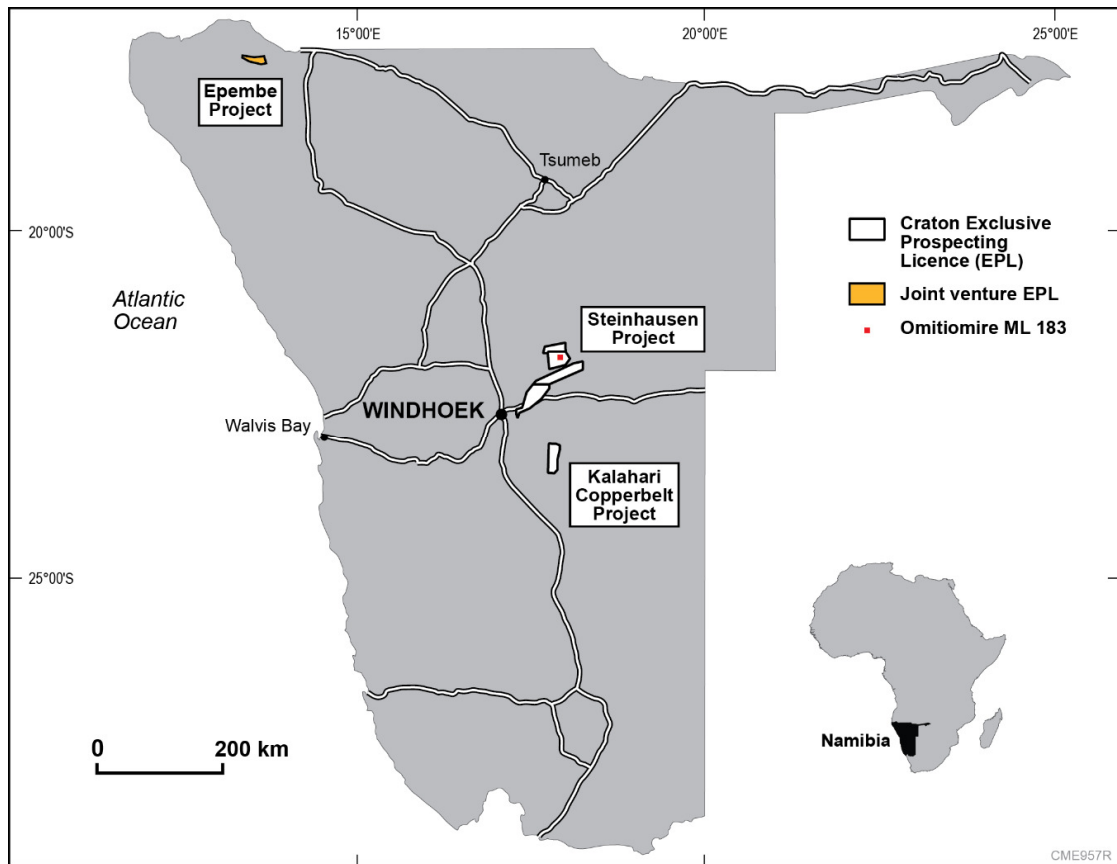 15°00'E
20°00'E
25°00'E
Epembe
Project
Tsumeb
20°00'S
Craton Exclusive
Prospecting
Licence (EPL)
Joint venture EPL
Omitiomire ML 183
Atlantic
Ocean
Steinhausen
Project
WINDHOEK
Walvis Bay
Kalahari
Copperbelt
Project
25°00'S
0 200 km
Namibia
CME957R